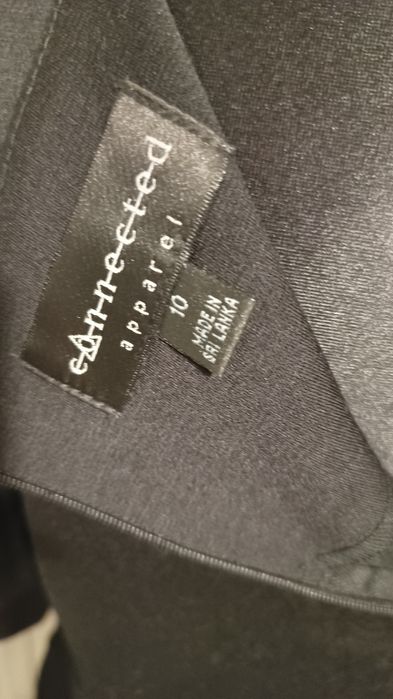 connected
apparel
10
MADE IN
SRI LANKA